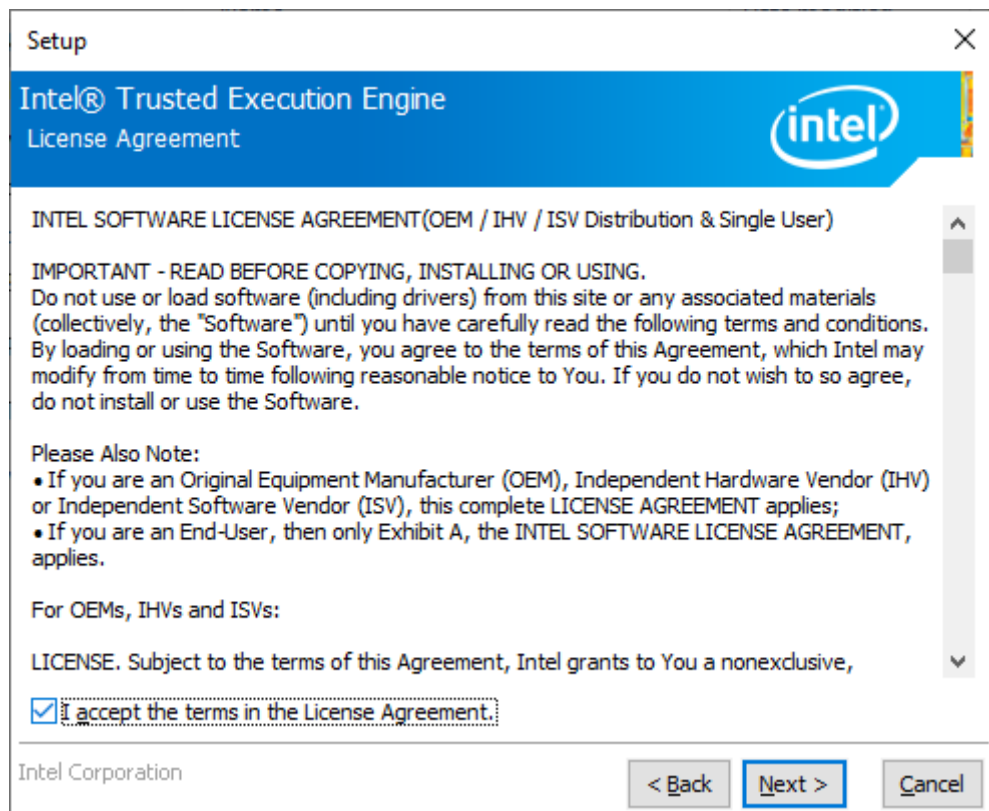 Setup
Intel® Trusted Execution Engine
License Agreement
intel
INTEL SOFTWARE LICENSE AGREEMENT(OEM / IHV / ISV Distribution & Single User)
IMPORTANT - READ BEFORE COPYING, INSTALLING OR USING.
Do not use or load software (including drivers) from this site or any associated materials
(collectively, the "Software") until you have carefully read the following terms and conditions.
By loading or using the Software, you agree to the terms of this Agreement, which Intel may
modify from time to time following reasonable notice to You. If you do not wish to so agree,
do not install or use the Software.
Please Also Note:
• If you are an Original Equipment Manufacturer (OEM), Independent Hardware Vendor (IHV)
or Independent Software Vendor (ISV), this complete LICENSE AGREEMENT applies;
• If you are an End-User, then only Exhibit A, the INTEL SOFTWARE LICENSE AGREEMENT,
applies.
For OEMs, IHVs and ISVs:
LICENSE. Subject to the terms of this Agreement, Intel grants to You a nonexclusive,
I accept the terms in the License Agreement.
Intel Corporation
< Back
Next >
Cancel